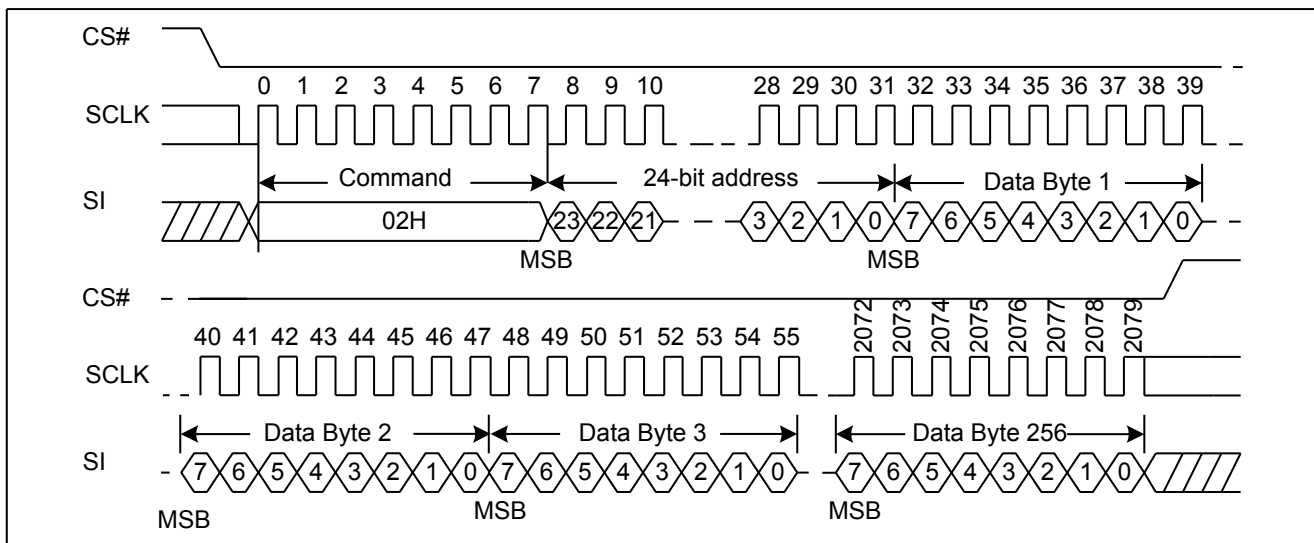 CS#
0 1 2 3 4 5 6 7 8 9 10 28 29 30 31 32 33 34 35 36 37 38 39
SCLK
Command 24-bit address Data Byte 1
SI
02H 23 22 21 3 2 1 0 7 6 5 4 3 2 1 0
MSB MSB
CS#
40 41 42 43 44 45 46 47 48 49 50 51 52 53 54 55 2072 2073 2074 2075 2076 2077 2078 2079
SCLK
Data Byte 2 Data Byte 3 Data Byte 256
SI
7 6 5 4 3 2 1 0 7 6 5 4 3 2 1 0 7 6 5 4 3 2 1 0
MSB MSB MSB